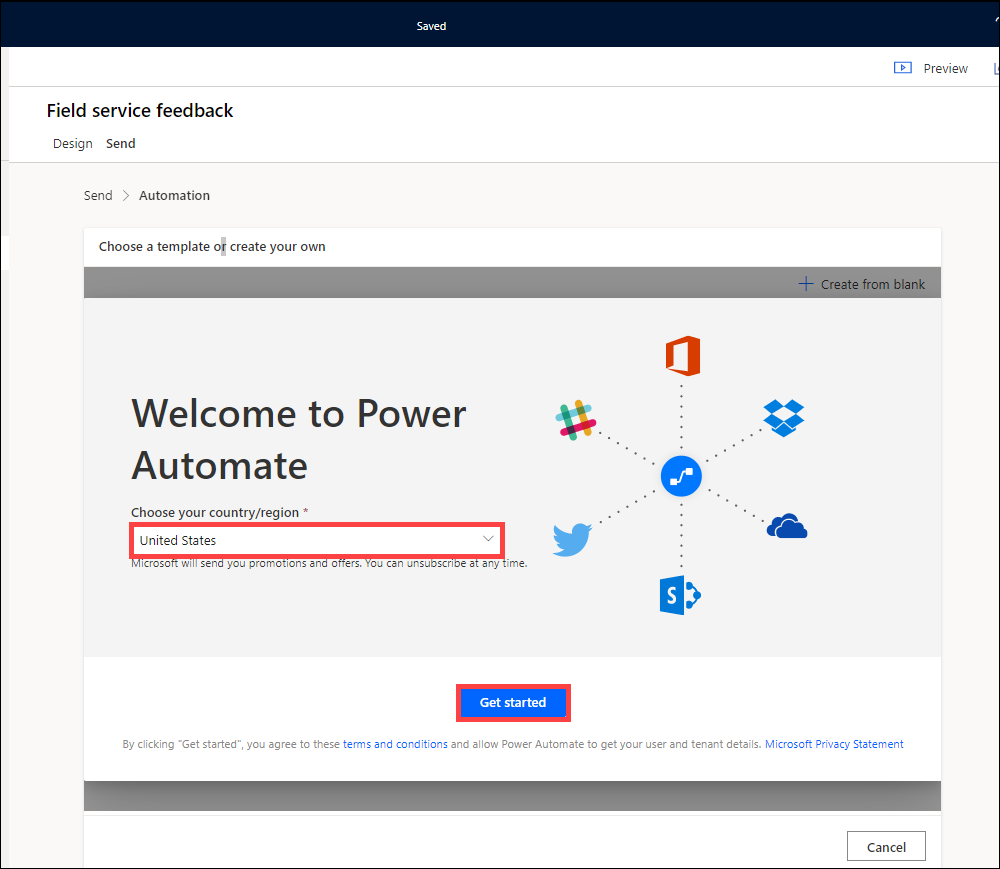 Saved
Preview
Field service feedback
Design Send
Send > Automation
Choose a template or create your own
+ Create from blank
Welcome to Power
Automate
Choose your country/region *
United States
Microsoft will send you promotions and offers. You can unsubscribe at any time.
S
Get started
By clicking "Get started", you agree to these terms and conditions and allow Power Automate to get your user and tenant details. Microsoft Privacy Statement
Cancel